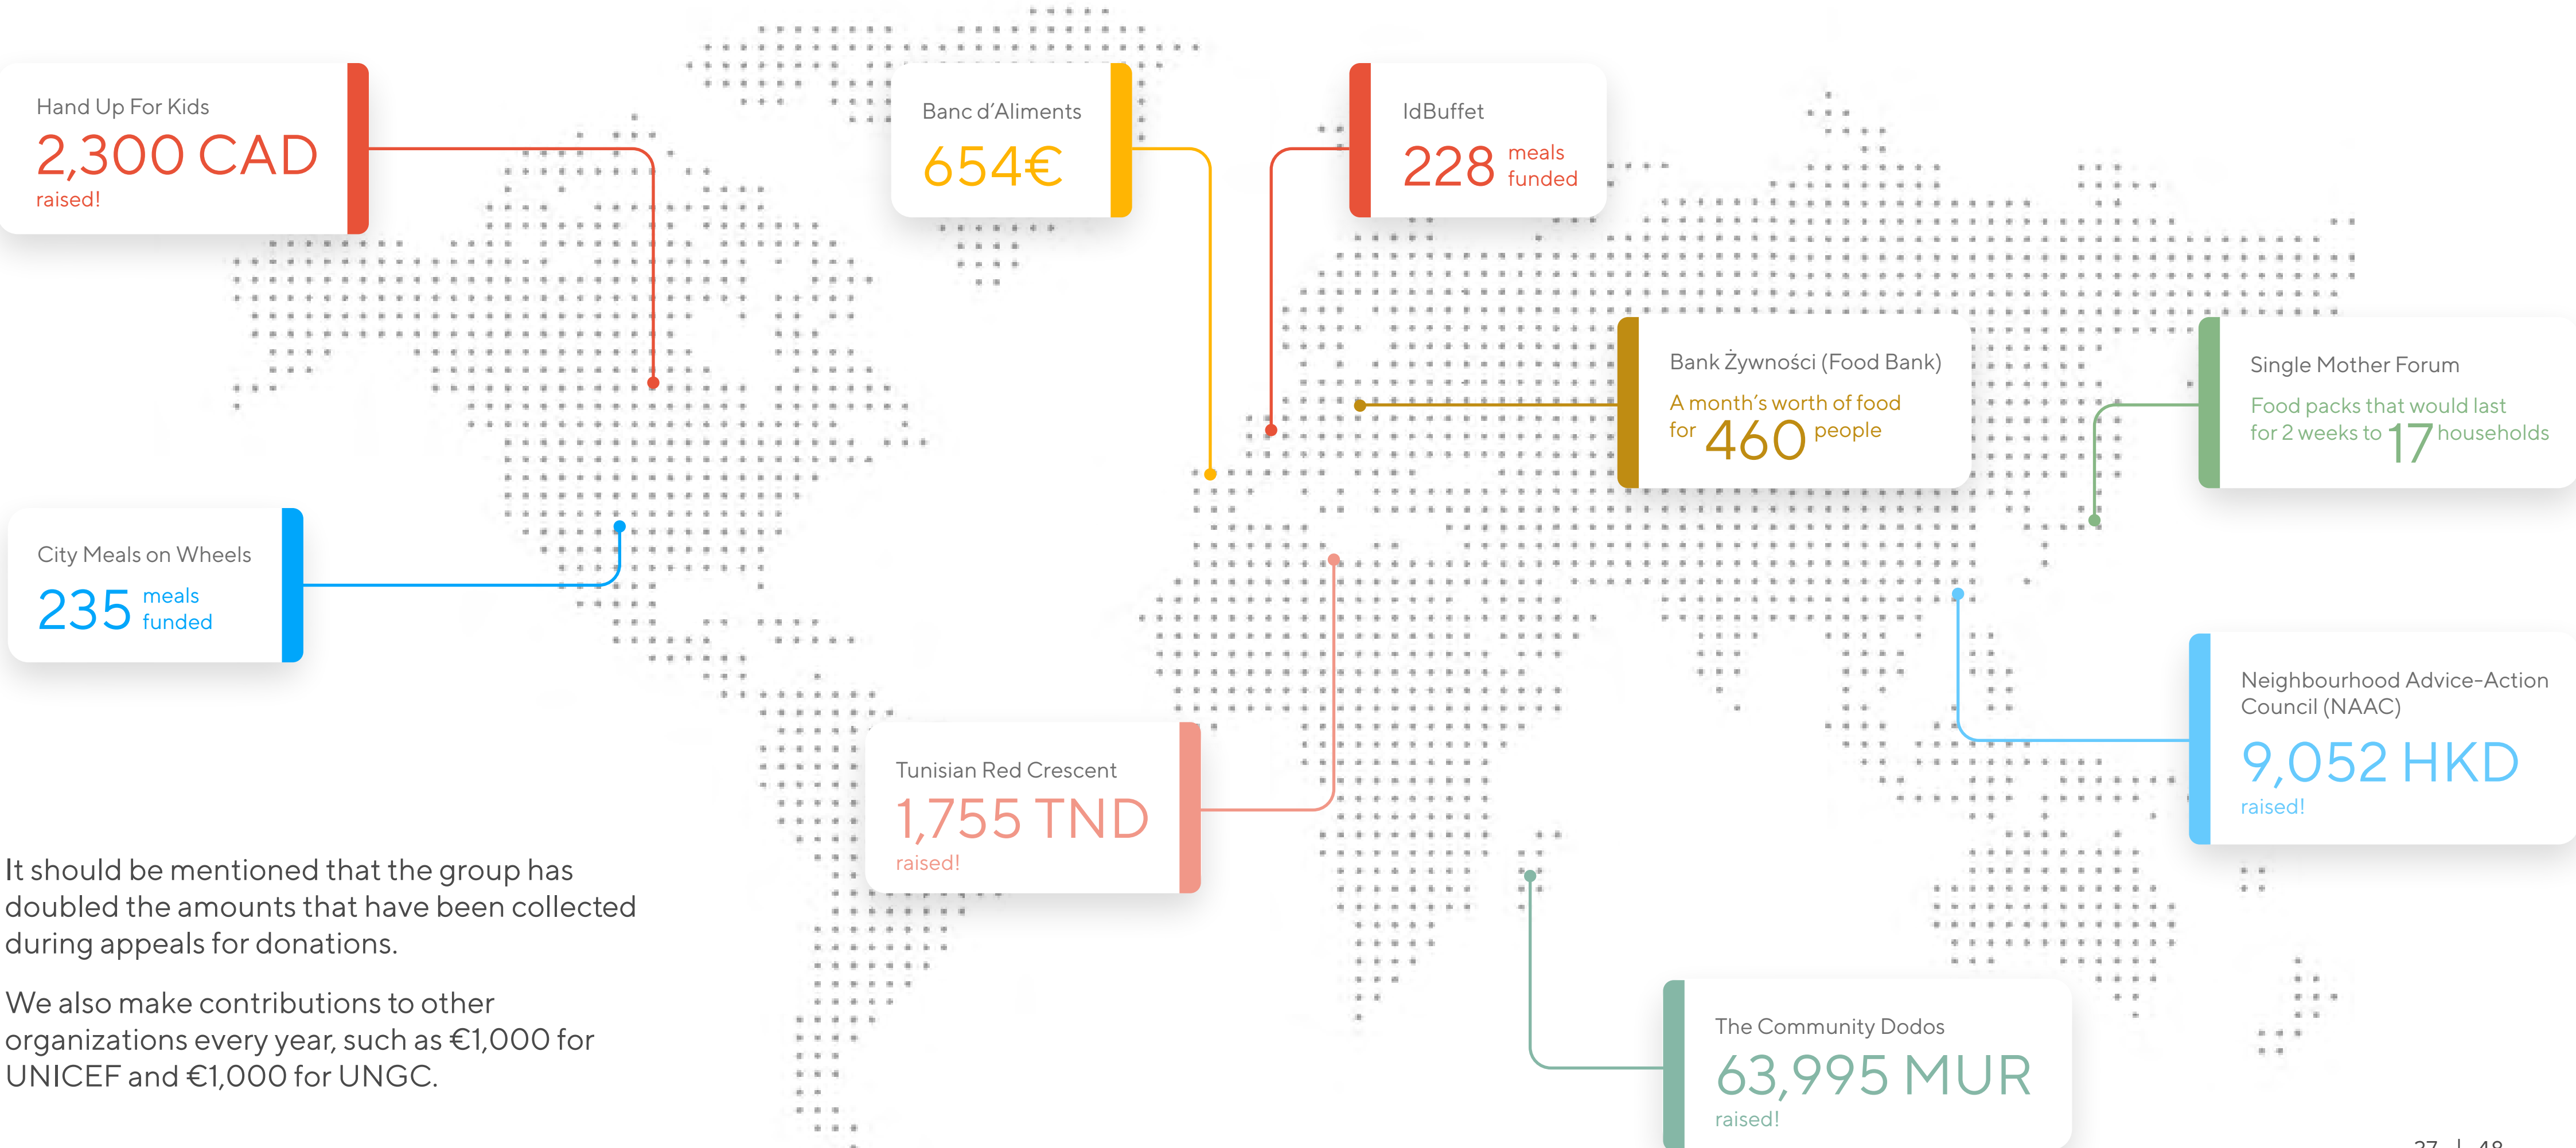 Hand Up For Kids
2,300 CAD
raised!
Banc d'Aliments
654€
IdBuffet
228 meals
funded
Bank Żywności (Food Bank)
A month's worth of food
for 460 people
Single Mother Forum
Food packs that would last
for 2 weeks to 17 households
City Meals on Wheels
235 meals
funded
Neighbourhood Advice-Action
Council (NAAC)
9,052 HKD
raised!
Tunisian Red Crescent
1,755 TND
raised!
It should be mentioned that the group has
doubled the amounts that have been collected
during appeals for donations.
We also make contributions to other
organizations every year, such as €1,000 for
UNICEF and €1,000 for UNGC.
The Community Dodos
63,995 MUR
raised!